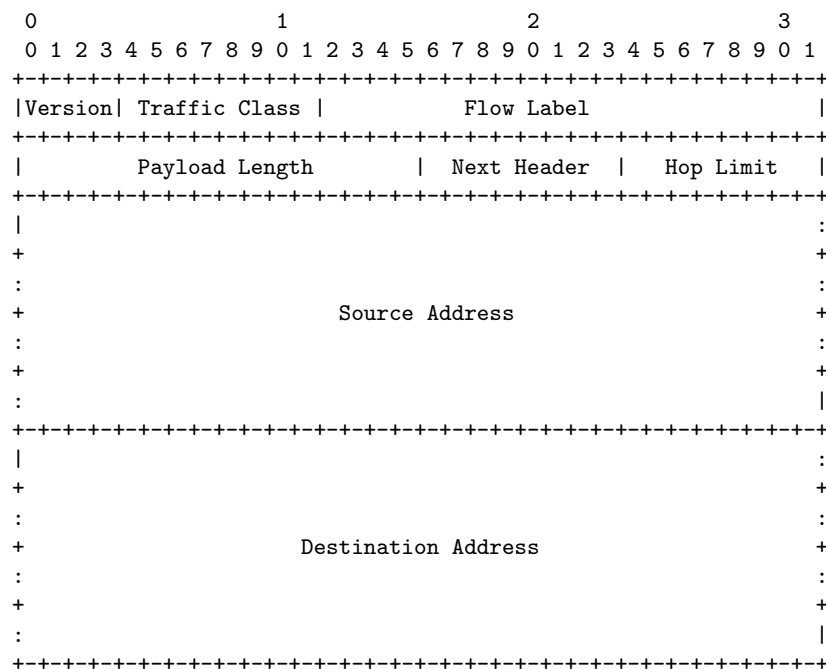 0                   1                   2                   3
 0 1 2 3 4 5 6 7 8 9 0 1 2 3 4 5 6 7 8 9 0 1 2 3 4 5 6 7 8 9 0 1
+-+-+-+-+-+-+-+-+-+-+-+-+-+-+-+-+-+-+-+-+-+-+-+-+-+-+-+-+-+-+-+-+
|Version| Traffic Class |           Flow Label                  |
+-+-+-+-+-+-+-+-+-+-+-+-+-+-+-+-+-+-+-+-+-+-+-+-+-+-+-+-+-+-+-+-+
|         Payload Length        |  Next Header  |   Hop Limit   |
+-+-+-+-+-+-+-+-+-+-+-+-+-+-+-+-+-+-+-+-+-+-+-+-+-+-+-+-+-+-+-+-+
|                                                               :
+                                                               +
:                                                               :
+                         Source Address                        +
:                                                               :
+                                                               +
:                                                               |
+-+-+-+-+-+-+-+-+-+-+-+-+-+-+-+-+-+-+-+-+-+-+-+-+-+-+-+-+-+-+-+-+
|                                                               :
+                                                               +
:                                                               :
+                      Destination Address                      +
:                                                               :
+                                                               +
:                                                               |
+-+-+-+-+-+-+-+-+-+-+-+-+-+-+-+-+-+-+-+-+-+-+-+-+-+-+-+-+-+-+-+-+